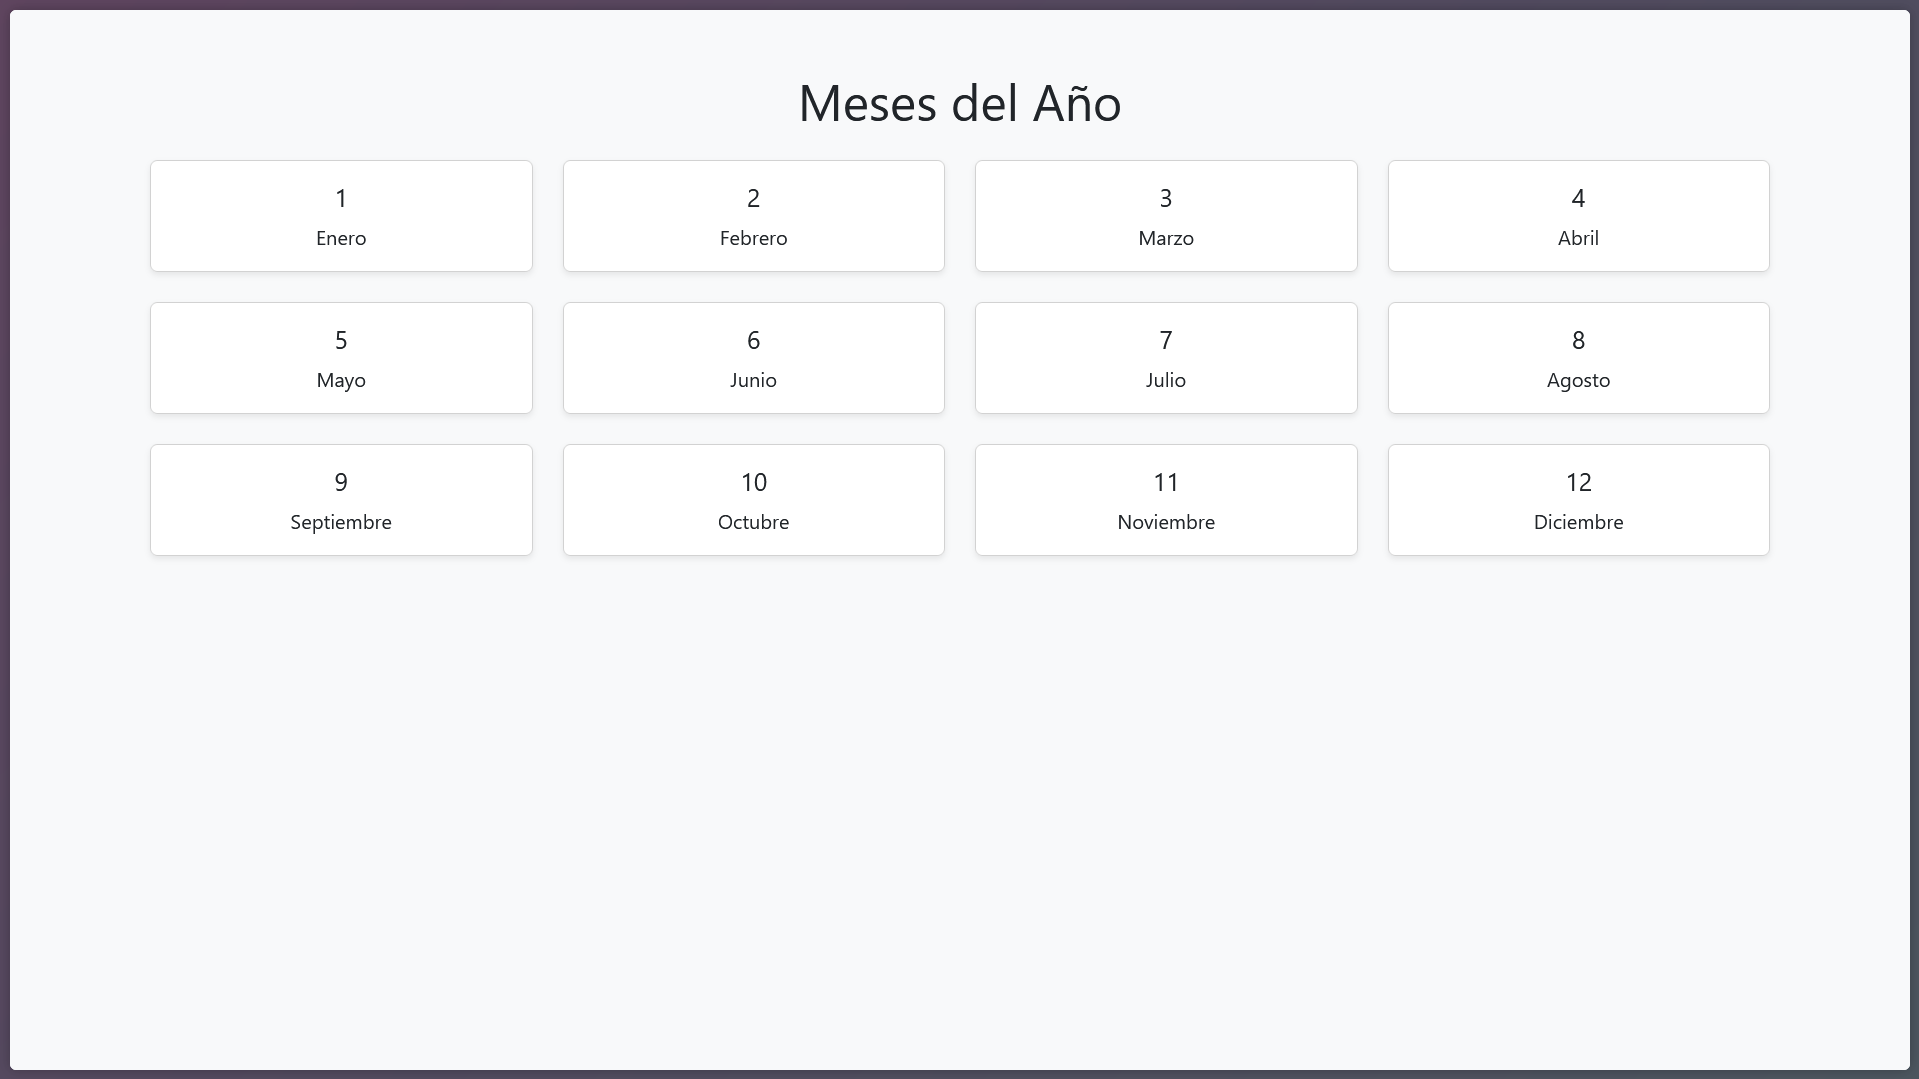 Meses del Año
1
Enero
2
Febrero
3
Marzo
4
Abril
5
Mayo
6
Junio
7
Julio
8
Agosto
9
Septiembre
10
Octubre
11
Noviembre
12
Diciembre